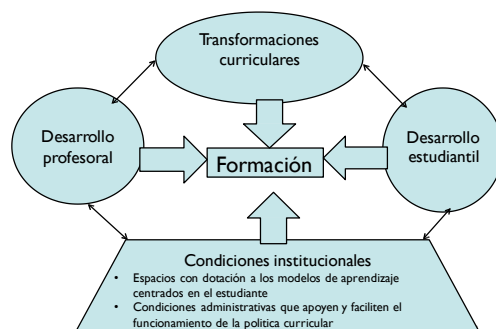 Transformaciones
curriculares
Desarrollo
profesoral
Formación
Desarrollo
estudiantil
Condiciones institucionales
• Espacios con dotación a los modelos de aprendizaje
centrados en el estudiante
• Condiciones administrativas que apoyen y faciliten el
funcionamiento de la politica curricular